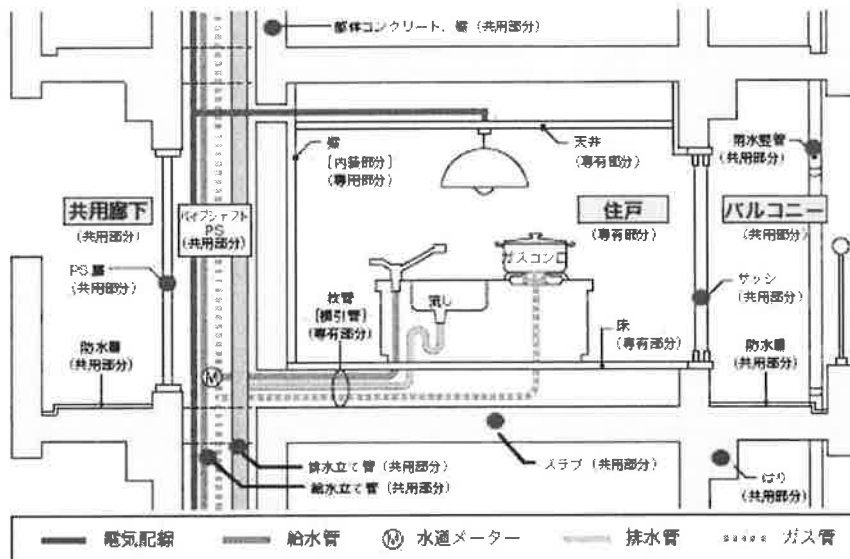 躯体コンクリート、梁(共用部分)
壁
[内装部分]
(専用部分)
天井
(専有部分)
雨水竪管
(共用部分)
共用廊下
(共用部分)
パイプシャフト
PS
(共用部分)
住戸
(専有部分)
バルコニー
(共用部分)
PS扉
(共用部分)
ガスコンロ
サッシ
(共用部分)
流し
枝管
[横引管]
(専有部分)
床
(専有部分)
防水層
(共用部分)
防水層
(共用部分)
M
排水立て管(共用部分)
給水立て管(共用部分)
スラブ(共用部分)
はり
(共用部分)
電気配線 給水管 M 水道メーター 排水管 ガス管